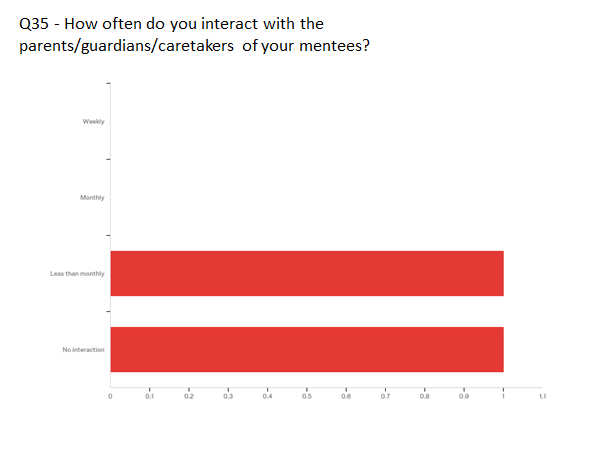 Q35 - How often do you interact with the
parents/guardians/caretakers of your mentees?
Weekly
Monthly
Less than monthly
No interaction
0 0.1 0.2 0.3 0.4 0.5 0.6 0.7 0.8 0.9 1 1.1